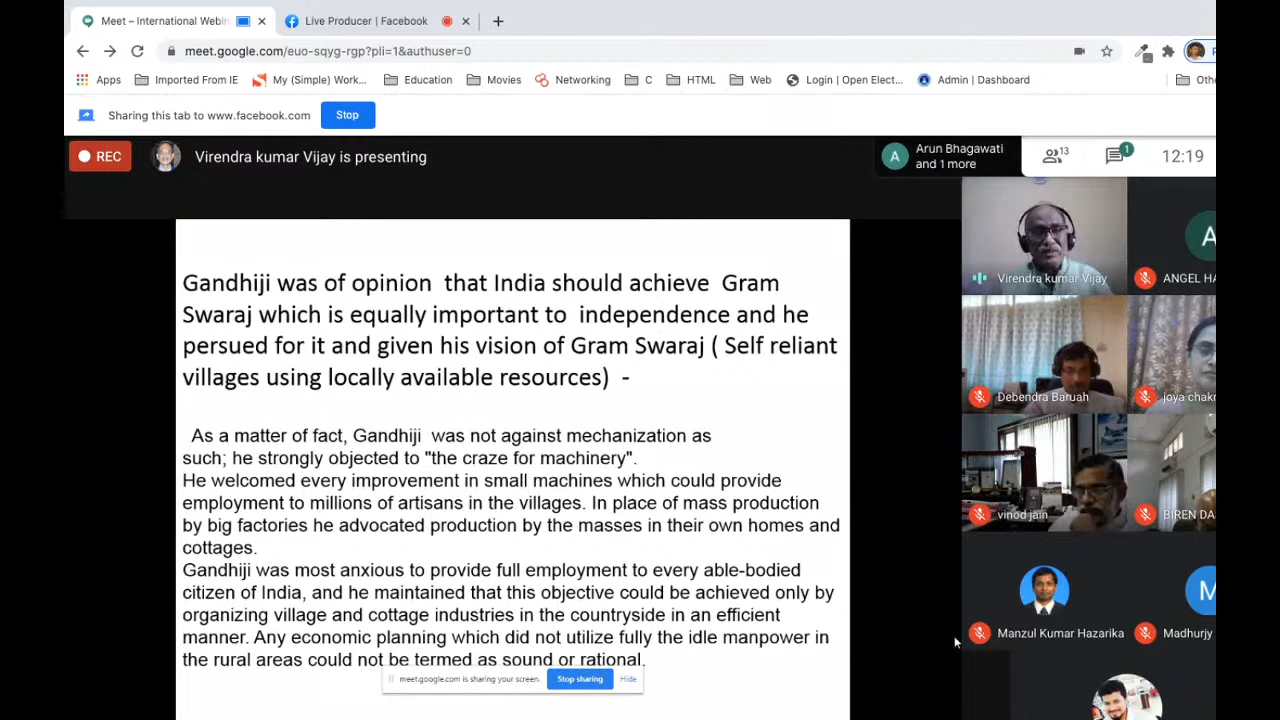 Meet – International Webin
Live Producer | Facebook
meet.google.com/euo-sqyg-rgp?pli=1&authuser=0
Apps
Imported From IE
My (Simple) Work...
Education
Movies
Networking
C
HTML
Web
Login | Open Elect...
Admin | Dashboard
Othe
Sharing this tab to www.facebook.com
Stop
REC
Virendra kumar Vijay is presenting
A
Arun Bhagawati
and 1 more
13
1
12:19
Gandhiji was of opinion that India should achieve Gram
Swaraj which is equally important to independence and he
persued for it and given his vision of Gram Swaraj ( Self reliant
villages using locally available resources) -
As a matter of fact, Gandhiji was not against mechanization as
such; he strongly objected to "the craze for machinery".
He welcomed every improvement in small machines which could provide
employment to millions of artisans in the villages. In place of mass production
by big factories he advocated production by the masses in their own homes and
cottages.
Gandhiji was most anxious to provide full employment to every able-bodied
citizen of India, and he maintained that this objective could be achieved only by
organizing village and cottage industries in the countryside in an efficient
manner. Any economic planning which did not utilize fully the idle manpower in
the rural areas could not be termed as sound or rational.
meet.google.com is sharing your screen.
Stop sharing
Hide
Virendra kumar Vijay
A
ANGEL HA
Debendra Baruah
joya chakr
vinod jain
BIREN DA
Manzul Kumar Hazarika
M
Madhurjy